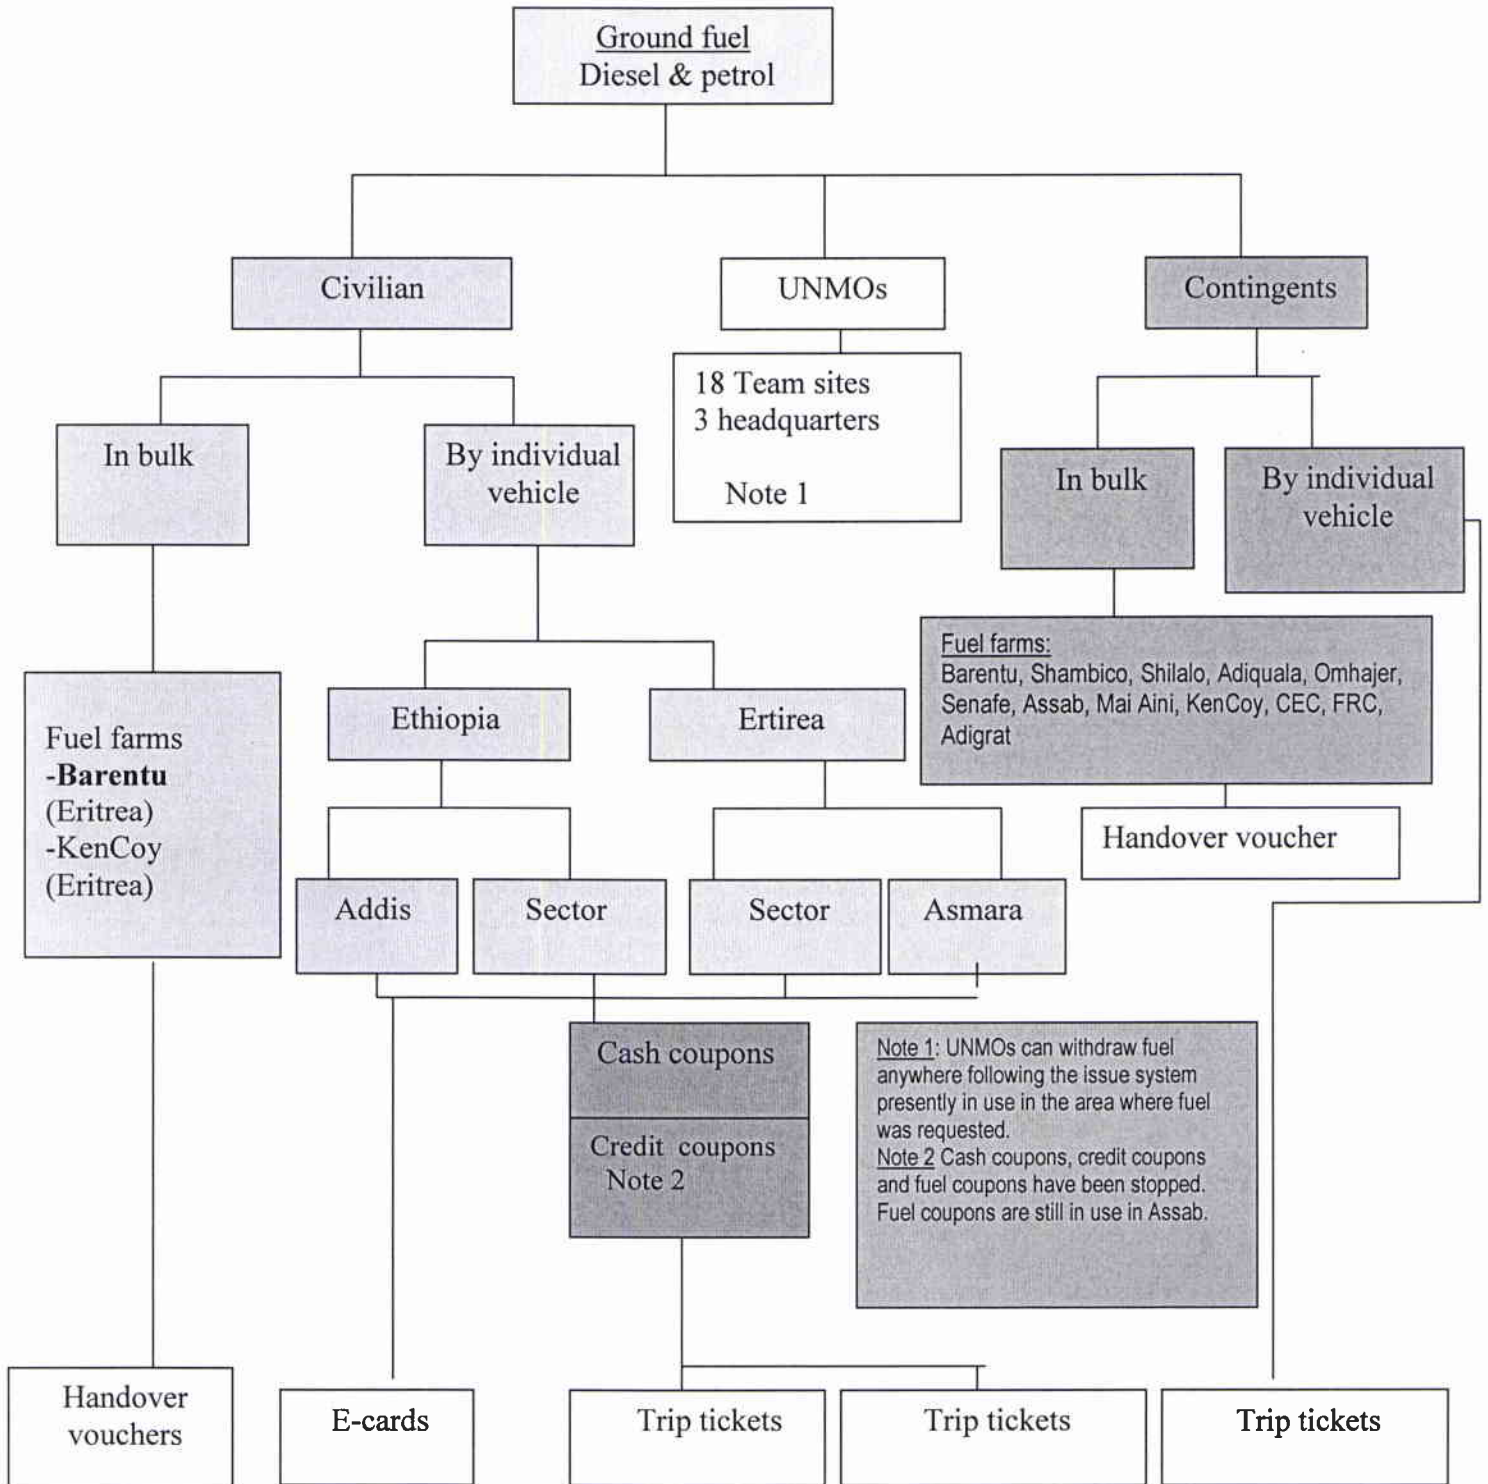 Ground fuel
Diesel & petrol
Civilian
UNMOs
Contingents
18 Team sites
3 headquarters
Note 1
In bulk
By individual
vehicle
In bulk
By individual
vehicle
Fuel farms:
Barentu, Shambico, Shilalo, Adiquala, Omhajer,
Senafe, Assab, Mai Aini, KenCoy, CEC, FRC,
Adigrat
Handover voucher
Fuel farms
-Barentu
(Eritrea)
-KenCoy
(Eritrea)
Ethiopia
Ertirea
Addis
Sector
Sector
Asmara
Cash coupons
Credit coupons
Note 2
Note 1: UNMOs can withdraw fuel
anywhere following the issue system
presently in use in the area where fuel
was requested.
Note 2 Cash coupons, credit coupons
and fuel coupons have been stopped.
Fuel coupons are still in use in Assab.
Handover
vouchers
E-cards
Trip tickets
Trip tickets
Trip tickets